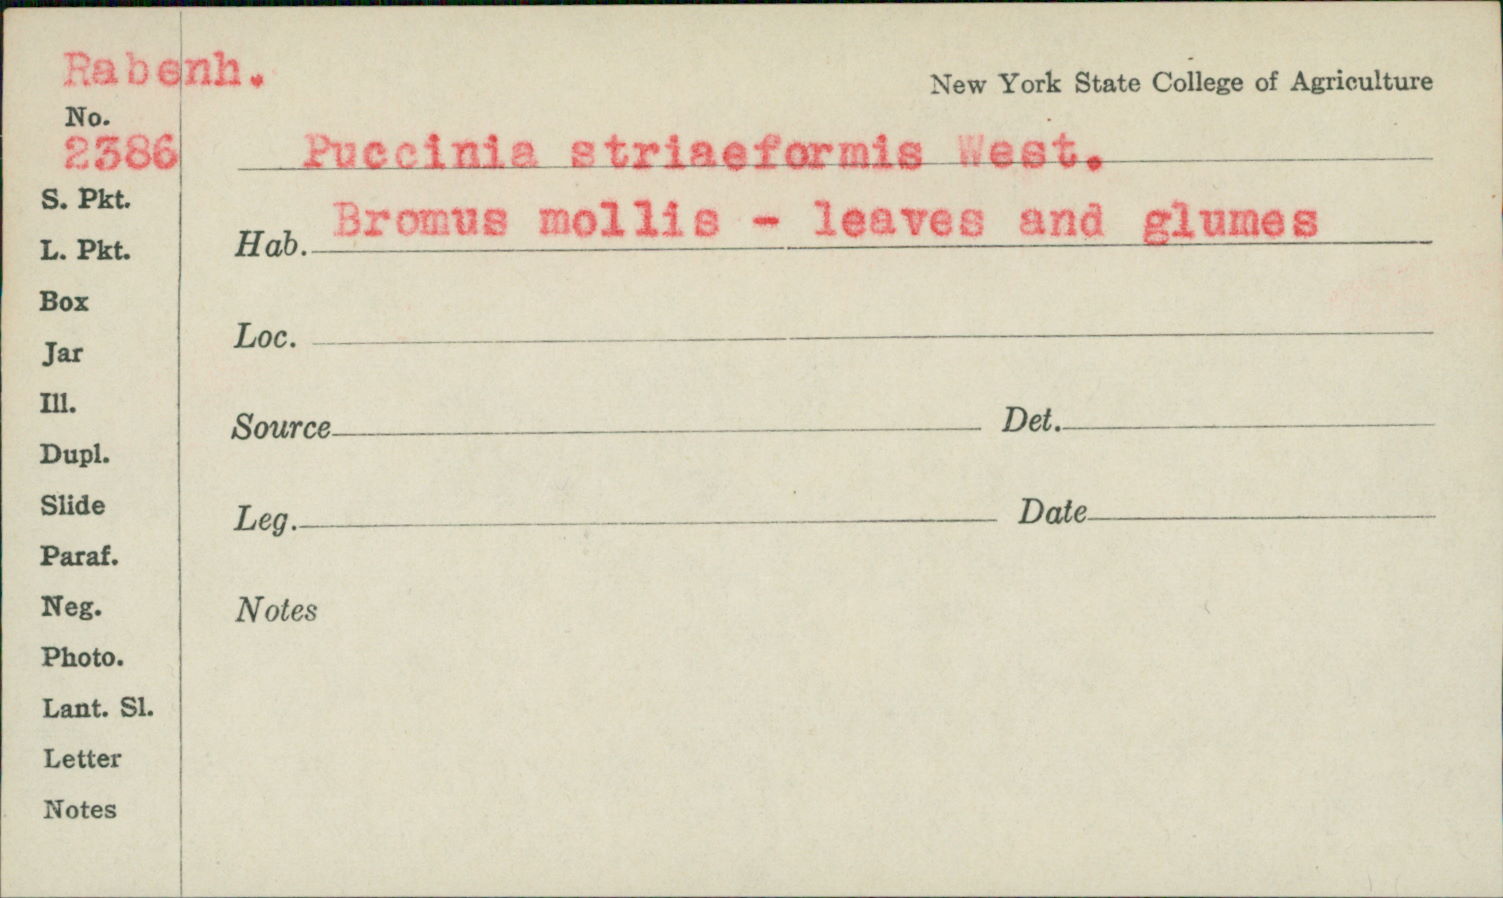 Rabenh.
New York State College of Agriculture
No.
2386
Puccinia striaeformis West.
S. Pkt.
Hab. Bromus mollis - leaves and glumes
L. Pkt.
Box
Loc.
Jar
Ill.
Source Det.
Dupl.
Slide
Leg. Date
Paraf.
Neg.
Notes
Photo.
Lant. Sl.
Letter
Notes